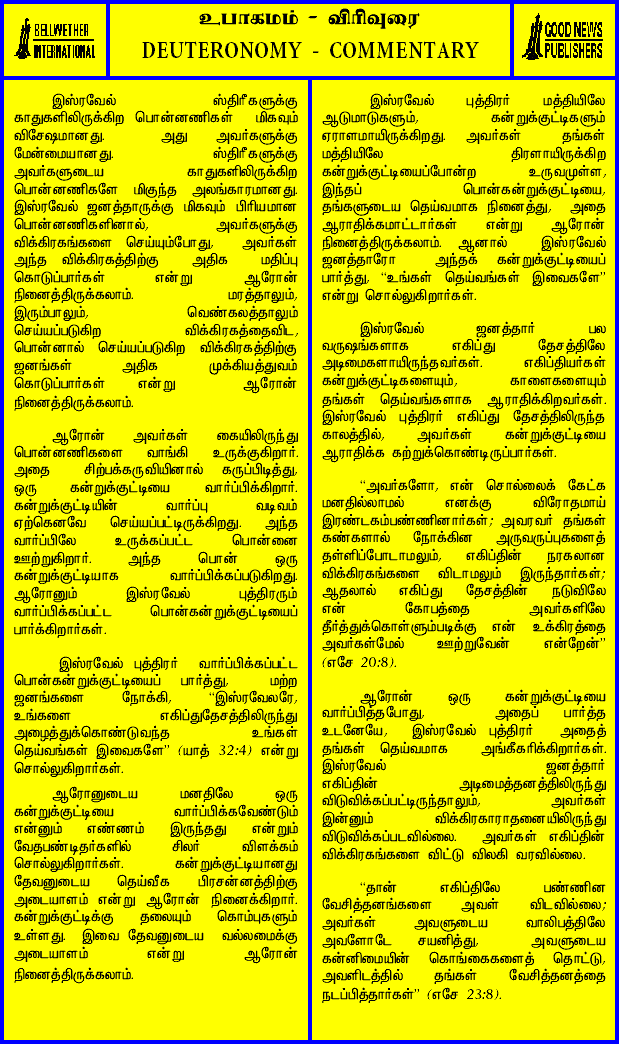 BELLWETHER
INTERNATIONAL
உபாகமம் - விரிவுரை
DEUTERONOMY - COMMENTARY
GOOD NEWS
PUBLISHERS
இஸ்ரவேல் ஸ்திரீகளுக்கு
காதுகளிலிருக்கிற பொன்னணிகள் மிகவும்
விசேஷமானது. அது அவர்களுக்கு
மேன்மையானது. ஸ்திரீகளுக்கு
அவர்களுடைய காதுகளிலிருகிற
பொன்னணிகளே மிகுந்த அலங்காரமானது.
இஸ்ரவேல் ஜனத்தாருக்கு மிகவும் பிரியமான
பொன்னணிகளினால், அவர்களுக்கு
விக்கிரகங்களை செய்யும்போது, அவர்கள்
அந்த விக்கிரகத்திற்கு அதிக மதிப்பு
கொடுப்பார்கள் என்று ஆரோன்
நினைத்திருக்கலாம். மரத்தாலும்,
இரும்பாலும், வெண்கலத்தாலும்
செய்யப்படுகிற விக்கிரகத்தைவிட,
பொன்னால் செய்யப்படுகிற விக்கிரகத்திற்கு
ஜனங்கள் அதிக முக்கியத்துவம்
கொடுப்பார்கள் என்று ஆரோன்
நினைத்திருக்கலாம்.
ஆரோன் அவர்கள் கையிலிருந்து
பொன்னணிகளை வாங்கி உருக்குகிறார்.
அதை சிற்பக்கருவியினால் கருப்பிடித்து,
ஒரு கன்றுக்குட்டியை வார்ப்பிக்கிறார்.
கன்றுக்குட்டியின் வார்ப்பு வடிவம்
ஏற்கெனவே செய்யப்பட்டிருக்கிறது. அந்த
வார்ப்பிலே உருக்கப்பட்ட பொன்னை
ஊற்றுகிறார். அந்த பொன் ஒரு
கன்றுக்குட்டியாக வார்ப்பிக்கப்படுகிறது.
ஆரோனும் இஸ்ரவேல் புத்திரரும்
வார்ப்பிக்கப்பட்ட பொன்கன்றுக்குட்டியைப்
பார்க்கிறார்கள்.
இஸ்ரவேல் புத்திரர் வார்ப்பிக்கப்பட்ட
பொன்கன்றுக்குட்டியைப் பார்த்து, மற்ற
ஜனங்களை நோக்கி, "இஸ்ரவேலரே,
உங்களை எகிப்துதேசத்திலிருந்து
அழைத்துக்கொண்டுவந்த உங்கள்
தெய்வங்கள் இவைகளே" (யாத் 32:4) என்று
சொல்லுகிறார்கள்.
ஆரோனுடைய மனதிலே ஒரு
கன்றுக்குட்டியை வார்ப்பிக்கவேண்டும்
என்னும் எண்ணம் இருந்தது என்றும்
வேதபண்டிதர்களில் சிலர் விளக்கம்
சொல்லுகிறார்கள். கன்றுக்குட்டியானது
தேவனுடைய தெய்வீக பிரசன்னத்திற்கு
அடையாளம் என்று ஆரோன் நினைக்கிறார்.
கன்றுக்குட்டிக்கு தலையும் கொம்புகளும்
உள்ளது. இவை தேவனுடைய வல்லமைக்கு
அடையாளம் என்று ஆரோன்
நினைத்திருக்கலாம்.
இஸ்ரவேல் புத்திரர் மத்தியிலே
ஆடுமாடுகளும், கன்றுக்குட்டிகளும்
ஏராளமாயிருக்கிறது. அவர்கள் தங்கள்
மத்தியிலே திரளாயிருக்கிற
கன்றுக்குட்டியைப்போன்ற உருவமுள்ள,
இந்தப் பொன்கன்றுக்குட்டியை,
தங்களுடைய தெய்வமாக நினைத்து, அதை
ஆராதிக்கமாட்டார்கள் என்று ஆரோன்
நினைத்திருக்கலாம். ஆனால் இஸ்ரவேல்
ஜனத்தாரோ அந்தக் கன்றுக்குட்டியைப்
பார்த்து, "உங்கள் தெய்வங்கள் இவைகளே"
என்று சொல்லுகிறார்கள்.
இஸ்ரவேல் ஜனத்தார் பல
வருஷங்களாக எகிப்து தேசத்திலே
அடிமைகளாயிருந்தவர்கள். எகிப்தியர்கள்
கன்றுக்குட்டிகளையும், காளைகளையும்
தங்கள் தெய்வங்களாக ஆராதிக்கிறவர்கள்.
இஸ்ரவேல் புத்திரர் எகிப்து தேசத்திலிருந்த
காலத்தில், அவர்கள் கன்றுக்குட்டியை
ஆராதிக்க கற்றுக்கொண்டிருப்பார்கள்.
"அவர்களோ, என் சொல்லைக் கேட்க
மனதில்லாமல் எனக்கு விரோதமாய்
இரண்டகம்பண்ணினார்கள்; அவரவர் தங்கள்
கண்களால் நோக்கின அருவருப்புகளைத்
தள்ளிப்போடாமலும், எகிப்தின் நரகலான
விக்கிரகங்களை விடாமலும் இருந்தார்கள்;
ஆதலால் எகிப்து தேசத்தின் நடுவிலே
என் கோபத்தை அவர்களிலே
தீர்த்துக்கொள்ளும்படிக்கு என் உக்கிரத்தை
அவர்கள்மேல் ஊற்றுவேன் என்றேன்"
(எசே 20:8).
ஆரோன் ஒரு கன்றுக்குட்டியை
வார்ப்பித்தபோது, அதைப் பார்த்த
உடனேயே, இஸ்ரவேல் புத்திரர் அதைத்
தங்கள் தெய்வமாக அங்கீகரிக்கிறார்கள்.
இஸ்ரவேல் ஜனத்தார்
எகிப்தின் அடிமைத்தனத்திலிருந்து
விடுவிக்கப்பட்டிருந்தாலும், அவர்கள்
இன்னும் விக்கிரகாராதனையிலிருந்து
விடுவிக்கப்படவில்லை. அவர்கள் எகிப்தின்
விக்கிரகங்களை விட்டு விலகி வரவில்லை.
"தான் எகிப்திலே பண்ணின
வேசித்தனங்களை அவள் விடவில்லை;
அவர்கள் அவளுடைய வாலிபத்திலே
அவளோடே சயனித்து, அவளுடைய
கன்னிமையின் கொங்கைகளைத் தொட்டு,
அவளிடத்தில் தங்கள் வேசித்தனத்தை
நடப்பித்தார்கள்" (எசே 23:8).